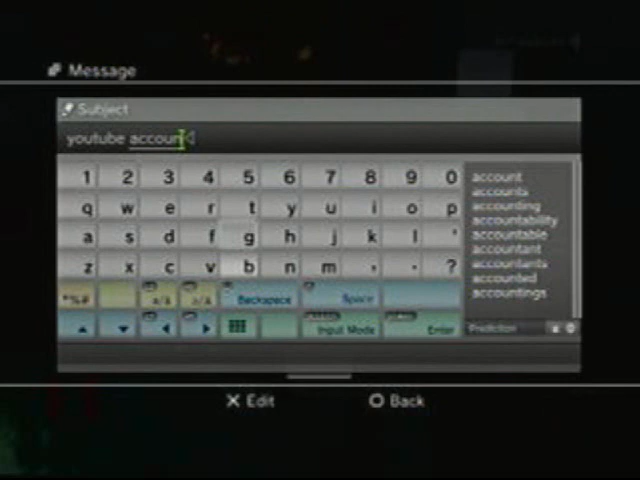 Message
Subject
youtube accoun
1 2 3 4 5 6 7 8 9 0
q w e r t y u i o p
a s d f g h j k l '
z x c v b n m , . ?
*%# a/à Backspace Space
Input Mode Enter
account
accounts
accounting
accountability
accountable
accountant
accountants
accounted
accountings
Prediction
X Edit O Back